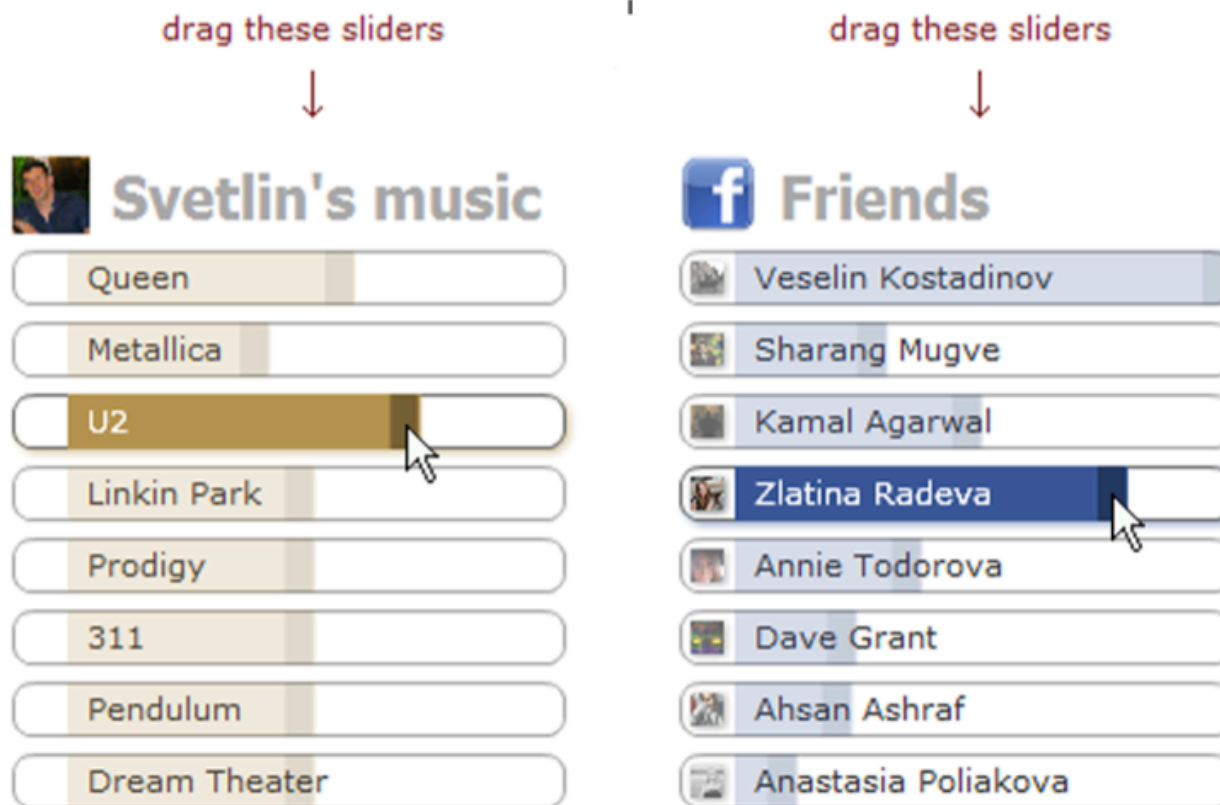 drag these sliders
Svetlin's music
Queen
Metallica
U2
Linkin Park
Prodigy
311
Pendulum
Dream Theater
drag these sliders
f Friends
Veselin Kostadinov
Sharang Mugve
Kamal Agarwal
Zlatina Radeva
Annie Todorova
Dave Grant
Ahsan Ashraf
Anastasia Poliakova